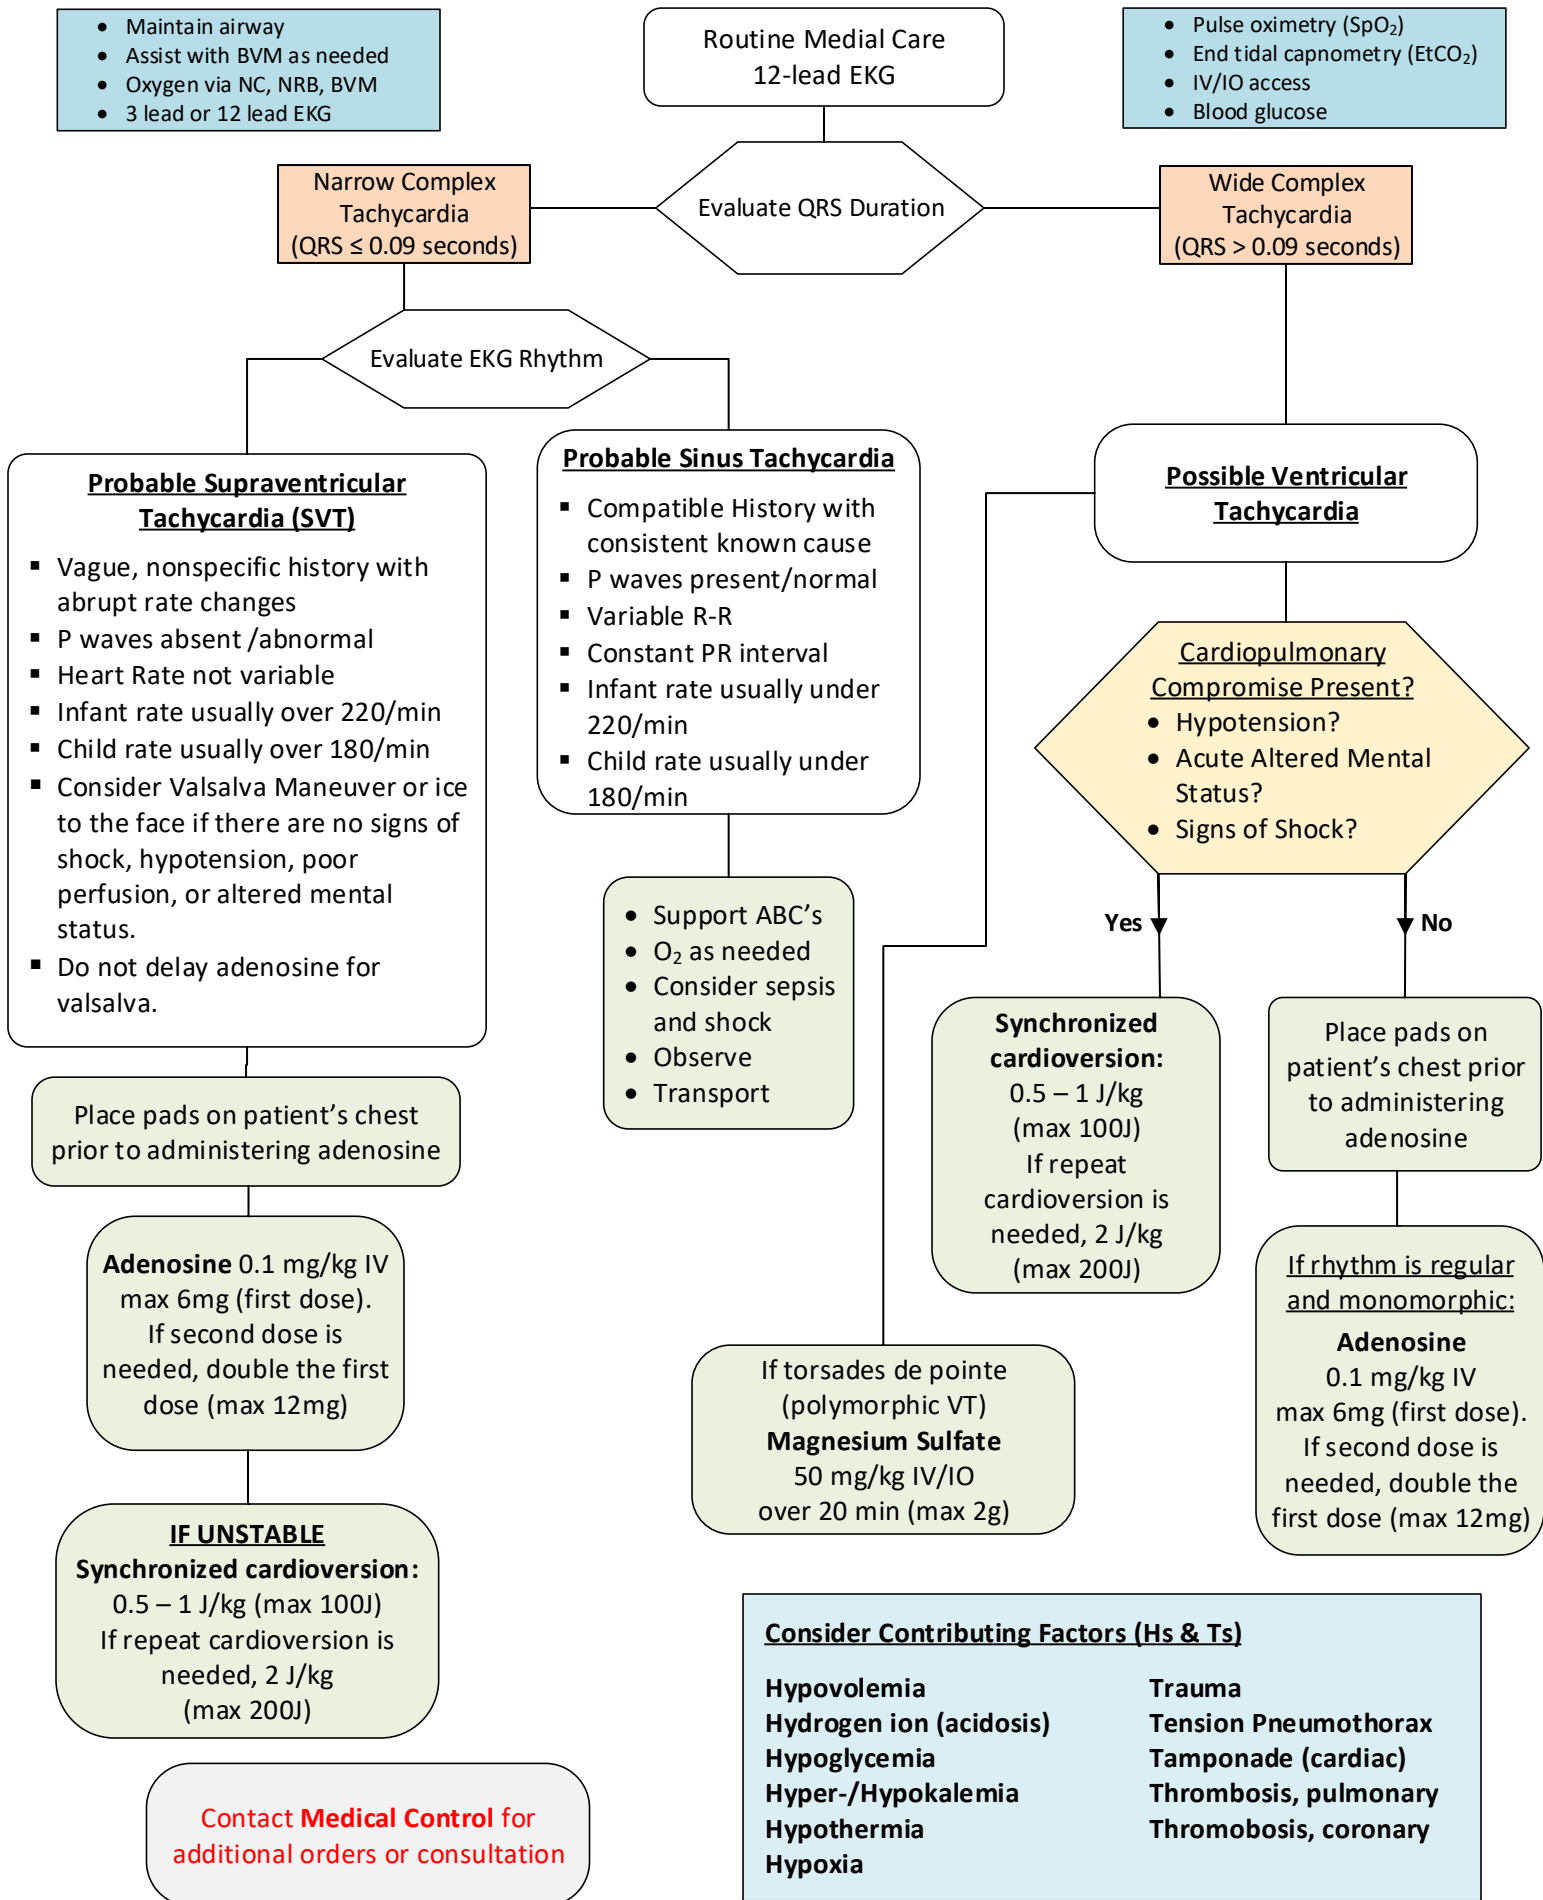 • Maintain airway
• Assist with BVM as needed
• Oxygen via NC, NRB, BVM
• 3 lead or 12 lead EKG
Routine Medial Care
12-lead EKG
• Pulse oximetry (SpO₂)
• End tidal capnometry (EtCO₂)
• IV/IO access
• Blood glucose
Narrow Complex
Tachycardia
(QRS ≤ 0.09 seconds)
Evaluate QRS Duration
Wide Complex
Tachycardia
(QRS > 0.09 seconds)
Evaluate EKG Rhythm
Probable Supraventricular
Tachycardia (SVT)
▪ Vague, nonspecific history with
abrupt rate changes
▪ P waves absent /abnormal
▪ Heart Rate not variable
▪ Infant rate usually over 220/min
▪ Child rate usually over 180/min
▪ Consider Valsalva Maneuver or ice
to the face if there are no signs of
shock, hypotension, poor
perfusion, or altered mental
status.
▪ Do not delay adenosine for
valsalva.
Probable Sinus Tachycardia
▪ Compatible History with
consistent known cause
▪ P waves present/normal
▪ Variable R-R
▪ Constant PR interval
▪ Infant rate usually under
220/min
▪ Child rate usually under
180/min
Possible Ventricular
Tachycardia
Cardiopulmonary
Compromise Present?
• Hypotension?
• Acute Altered Mental
Status?
• Signs of Shock?
Yes
No
• Support ABC’s
• O₂ as needed
• Consider sepsis
and shock
• Observe
• Transport
Synchronized
cardioversion:
0.5 – 1 J/kg
(max 100J)
If repeat
cardioversion is
needed, 2 J/kg
(max 200J)
Place pads on
patient’s chest prior
to administering
adenosine
Place pads on patient’s chest
prior to administering adenosine
Adenosine 0.1 mg/kg IV
max 6mg (first dose).
If second dose is
needed, double the first
dose (max 12mg)
If rhythm is regular
and monomorphic:
Adenosine
0.1 mg/kg IV
max 6mg (first dose).
If second dose is
needed, double the
first dose (max 12mg)
If torsades de pointe
(polymorphic VT)
Magnesium Sulfate
50 mg/kg IV/IO
over 20 min (max 2g)
IF UNSTABLE
Synchronized cardioversion:
0.5 – 1 J/kg (max 100J)
If repeat cardioversion is
needed, 2 J/kg
(max 200J)
Consider Contributing Factors (Hs & Ts)
Hypovolemia
Hydrogen ion (acidosis)
Hypoglycemia
Hyper-/Hypokalemia
Hypothermia
Hypoxia
Trauma
Tension Pneumothorax
Tamponade (cardiac)
Thrombosis, pulmonary
Thromobosis, coronary
Contact Medical Control for
additional orders or consultation